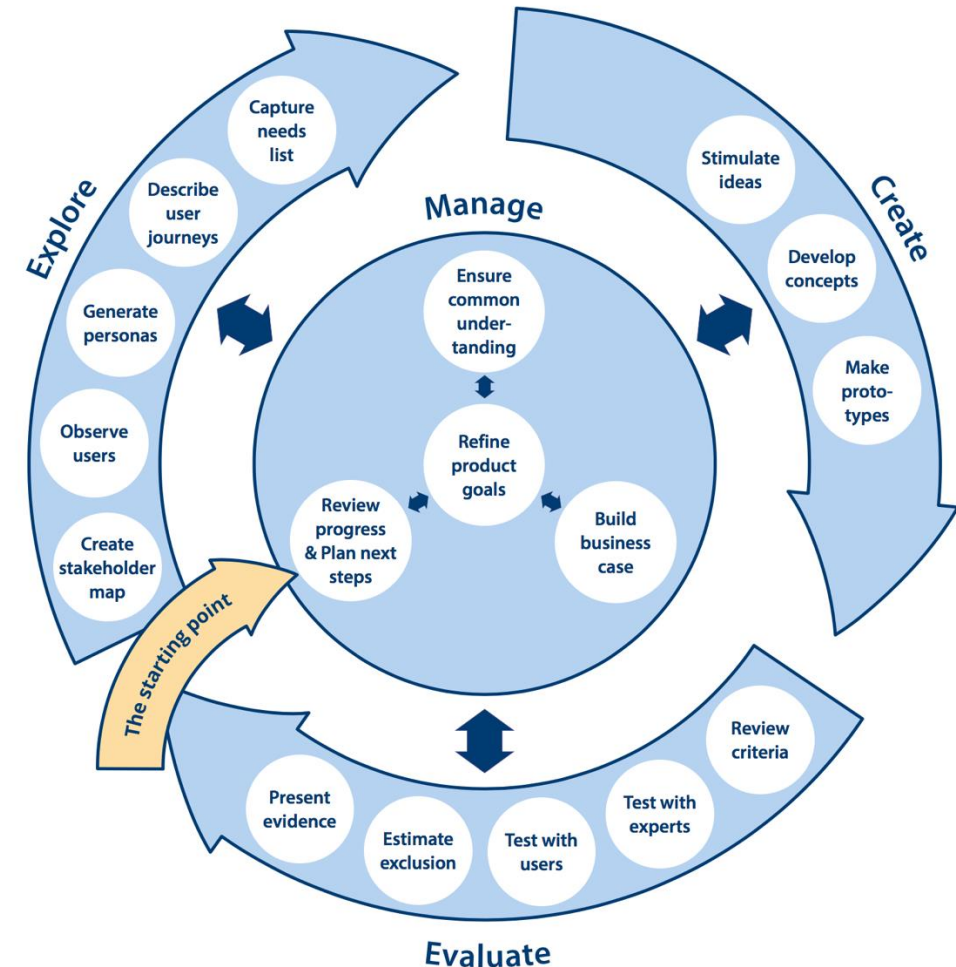 Explore
Capture
needs
list
Describe
user
journeys
Generate
personas
Observe
users
Create
stakeholder
map
The starting point
Manage
Ensure
common
under-
tanding
Refine
product
goals
Review
progress
& Plan next
steps
Build
business
case
Create
Stimulate
ideas
Develop
concepts
Make
proto-
types
Review
criteria
Test with
experts
Test with
users
Estimate
exclusion
Present
evidence
Evaluate